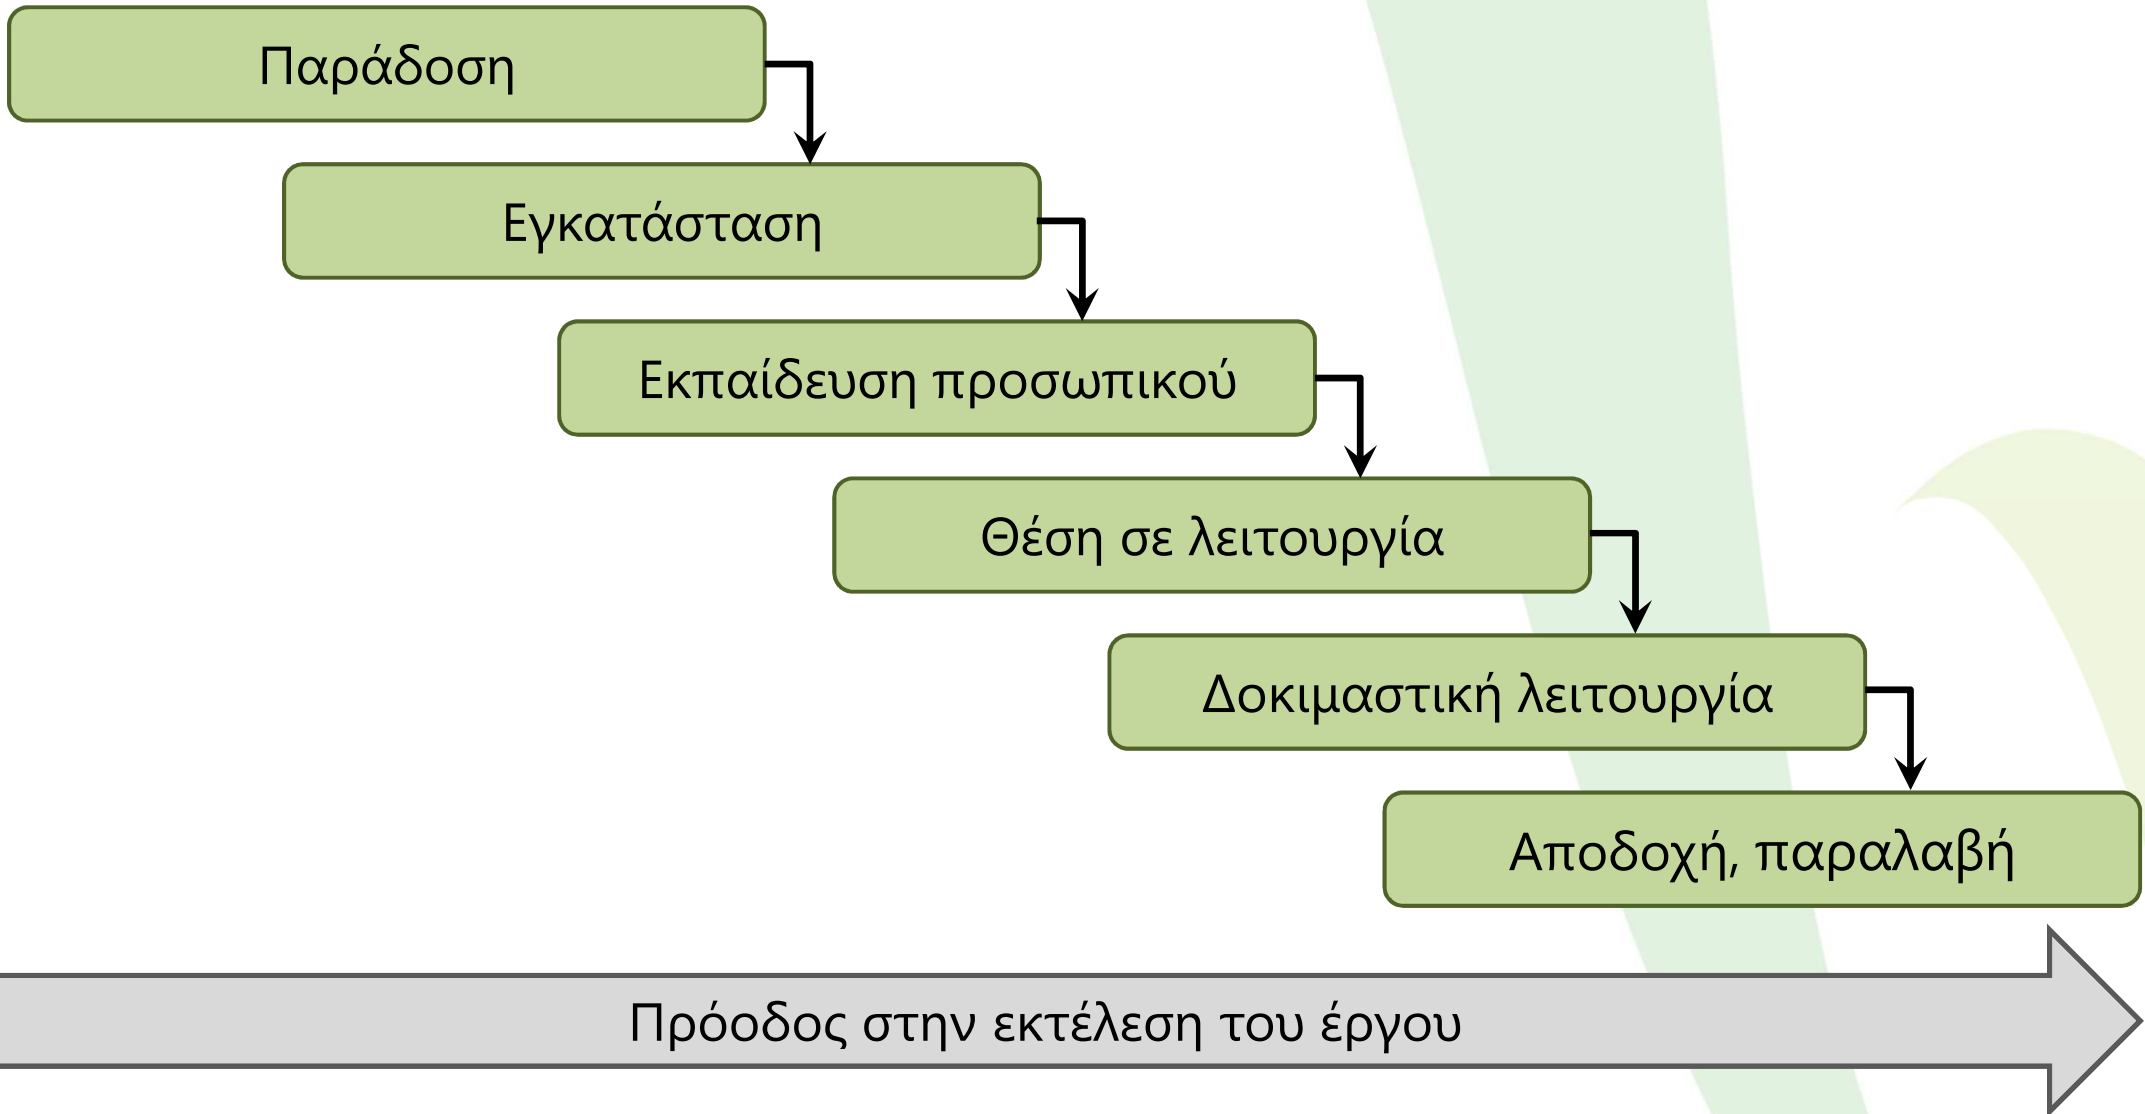 Παράδοση
Εγκατάσταση
Εκπαίδευση προσωπικού
Θέση σε λειτουργία
Δοκιμαστική λειτουργία
Αποδοχή, παραλαβή
Πρόοδος στην εκτέλεση του έργου